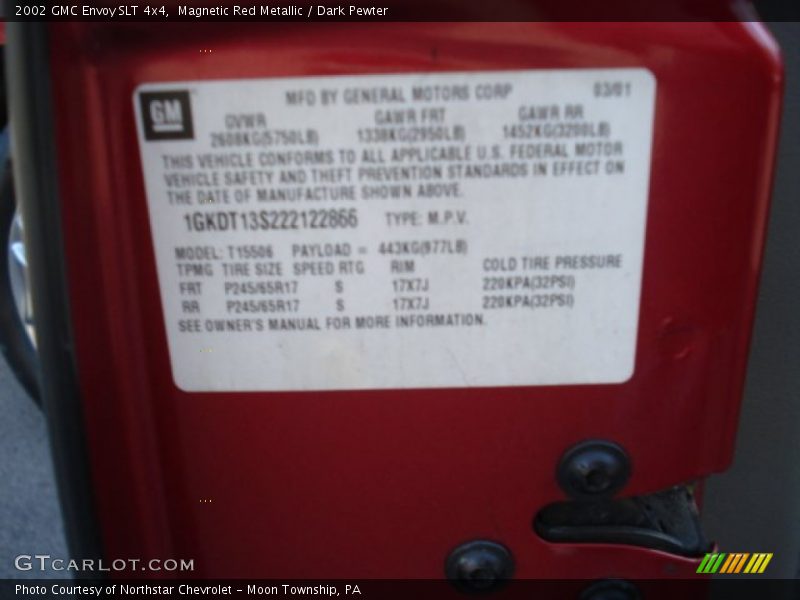 2002 GMC Envoy SLT 4x4, Magnetic Red Metallic / Dark Pewter
GM
MFD BY GENERAL MOTORS CORP 03/01
GVWR GAWR FRT GAWR RR
2608KG(5750LB) 1338KG(2950LB) 1452KG(3200LB)
THIS VEHICLE CONFORMS TO ALL APPLICABLE U.S. FEDERAL MOTOR
VEHICLE SAFETY AND THEFT PREVENTION STANDARDS IN EFFECT ON
THE DATE OF MANUFACTURE SHOWN ABOVE.
1GKDT13S222122866 TYPE: M.P.V.
MODEL: T15506 PAYLOAD = 443KG(977LB)
TPMG TIRE SIZE SPEED RTG RIM COLD TIRE PRESSURE
FRT P245/65R17 S 17X7J 220KPA(32PSI)
RR P245/65R17 S 17X7J 220KPA(32PSI)
SEE OWNER'S MANUAL FOR MORE INFORMATION.
GTCARLOT.COM
Photo Courtesy of Northstar Chevrolet - Moon Township, PA